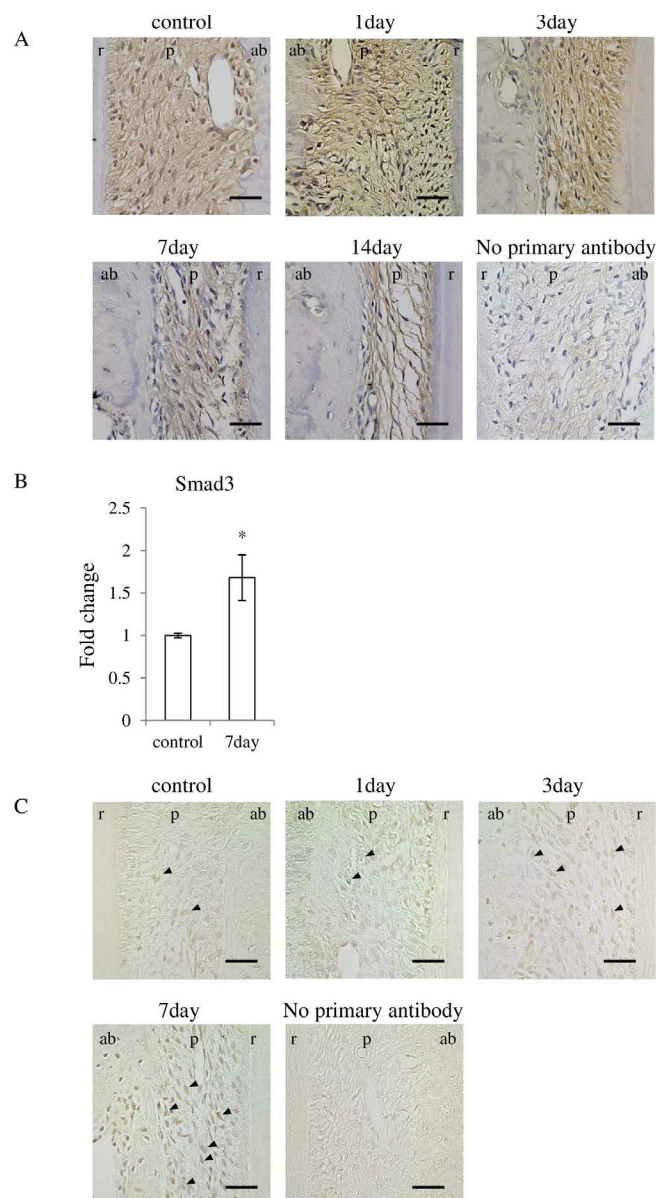 A
control 1day 3day
r p ab ab p r
7day 14day No primary antibody
ab p r ab p r r p ab
B
Smad3
2.5
*
2
1.5
Fold change
1
0.5
0
control 7day
C
control 1day 3day
r p ab ab p r ab p r
7day No primary antibody
ab p r r p ab